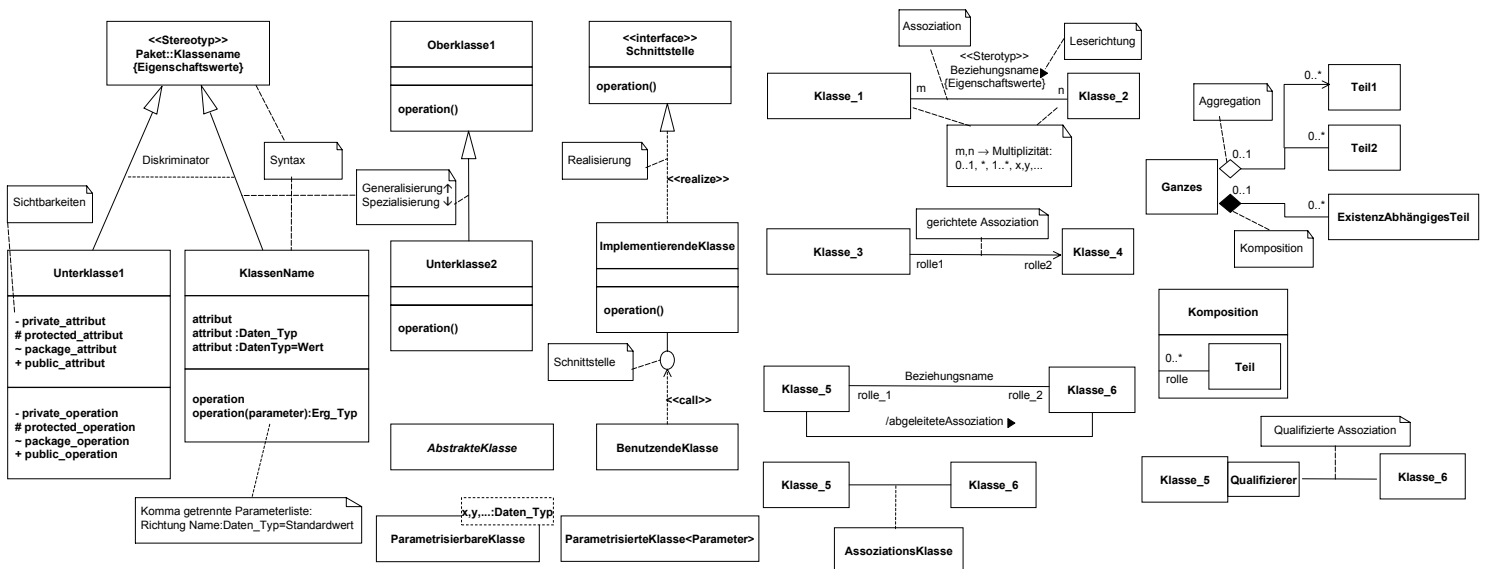 <<Stereotyp>>
Paket::Klassenname
{Eigenschaftswerte}
Diskriminator
Syntax
Sichtbarkeiten
Unterklasse1
- private_attribut
# protected_attribut
~ package_attribut
+ public_attribut
- private_operation
# protected_operation
~ package_operation
+ public_operation
KlassenName
attribut
attribut :Daten_Typ
attribut :DatenTyp=Wert
operation
operation(parameter):Erg_Typ
Komma getrennte Parameterliste:
Richtung Name:Daten_Typ=Standardwert
Oberklasse1
operation()
Generalisierung↑
Spezialisierung ↓
Unterklasse2
operation()
AbstrakteKlasse
x,y,...:Daten_Typ
ParametrisierbareKlasse
<<interface>>
Schnittstelle
operation()
Realisierung
<<realize>>
ImplementierendeKlasse
operation()
Schnittstelle
<<call>>
BenutzendeKlasse
ParametrisierteKlasse<Parameter>
Assoziation
Leserichtung
<<Sterotyp>>
Beziehungsname
{Eigenschaftswerte}
Klasse_1
m
n
Klasse_2
m,n → Multiplizität:
0..1, *, 1..*, x,y,...
gerichtete Assoziation
Klasse_3
rolle1
rolle2
Klasse_4
Klasse_5
Beziehungsname
rolle_1
rolle_2
Klasse_6
/abgeleiteteAssoziation
Klasse_5
Klasse_6
AssoziationsKlasse
Aggregation
0..*
Teil1
0..*
Teil2
0..1
Ganzes
0..1
0..*
ExistenzAbhängigesTeil
Komposition
Komposition
0..*
rolle
Teil
Qualifizierte Assoziation
Klasse_5
Qualifizierer
Klasse_6